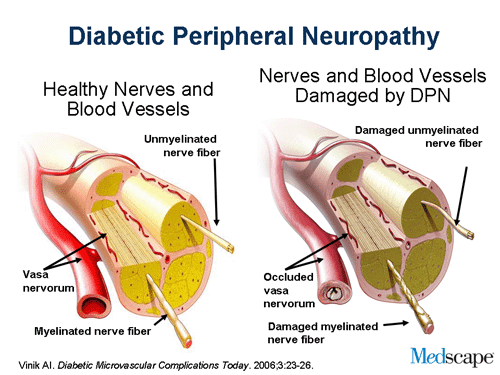 Diabetic Peripheral Neuropathy
Healthy Nerves and
Blood Vessels
Unmyelinated
nerve fiber
Vasa
nervorum
Myelinated nerve fiber
Nerves and Blood Vessels
Damaged by DPN
Damaged unmyelinated
nerve fiber
Occluded
vasa
nervorum
Damaged myelinated
nerve fiber
Vinik AI. Diabetic Microvascular Complications Today. 2006;3:23-26.
Medscape®